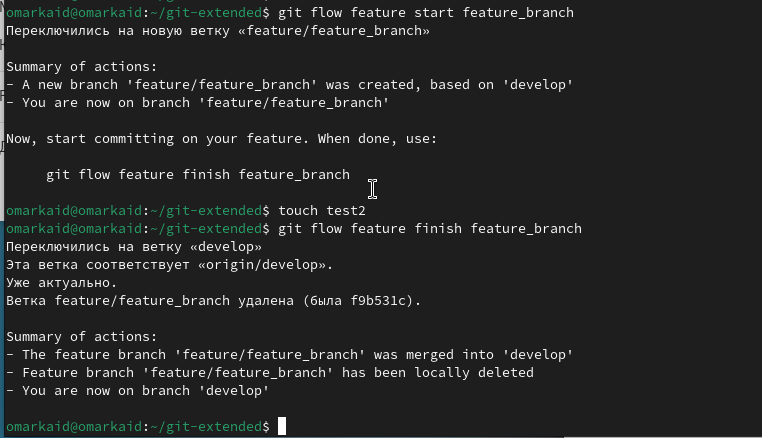 omarkaid@omarkaid:~/git-extended$ git flow feature start feature_branch
Переключились на новую ветку «feature/feature_branch»
Summary of actions:
- A new branch 'feature/feature_branch' was created, based on 'develop'
- You are now on branch 'feature/feature_branch'
Now, start committing on your feature. When done, use:
git flow feature finish feature_branch
omarkaid@omarkaid:~/git-extended$ touch test2
omarkaid@omarkaid:~/git-extended$ git flow feature finish feature_branch
Переключились на ветку «develop»
Эта ветка соответствует «origin/develop».
Уже актуально.
Ветка feature/feature_branch удалена (была f9b531c).
Summary of actions:
- The feature branch 'feature/feature_branch' was merged into 'develop'
- Feature branch 'feature/feature_branch' has been locally deleted
- You are now on branch 'develop'
omarkaid@omarkaid:~/git-extended$